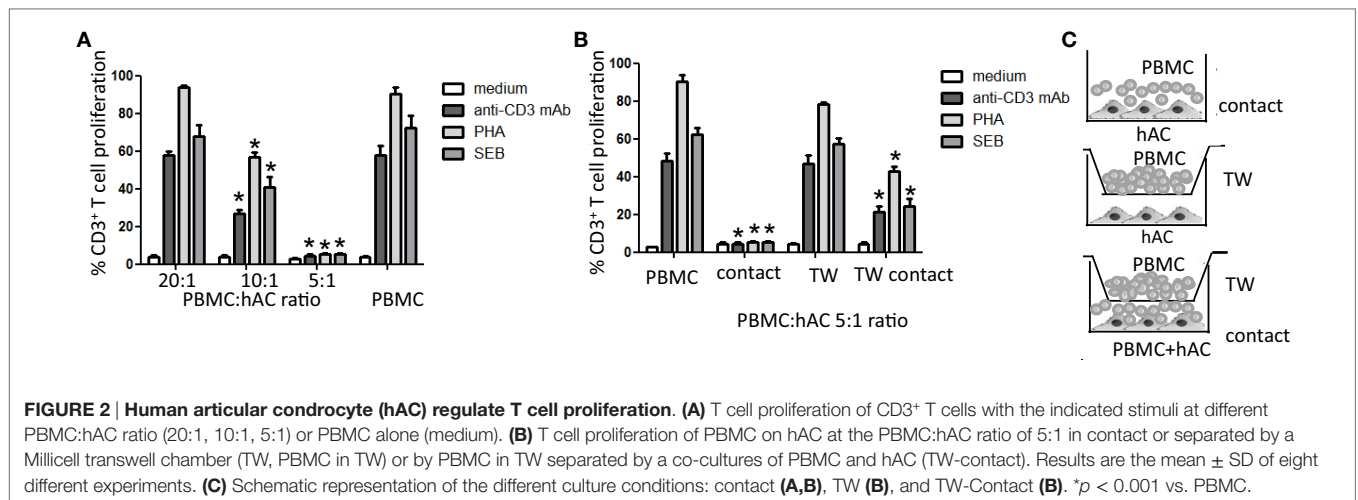 A
% CD3+ T cell proliferation
100
80
60
40
20
0
medium
anti-CD3 mAb
PHA
SEB
* * *
* * *
20:1 10:1 5:1 PBMC
PBMC:hAC ratio
B
% CD3+ T cell proliferation
100
80
60
40
20
0
medium
anti-CD3 mAb
PHA
SEB
* * *
* * *
PBMC contact TW TW contact
PBMC:hAC 5:1 ratio
C
PBMC
contact
hAC
PBMC
TW
hAC
PBMC
TW
contact
PBMC+hAC
FIGURE 2 | Human articular condrocyte (hAC) regulate T cell proliferation. (A) T cell proliferation of CD3+ T cells with the indicated stimuli at different
PBMC:hAC ratio (20:1, 10:1, 5:1) or PBMC alone (medium). (B) T cell proliferation of PBMC on hAC at the PBMC:hAC ratio of 5:1 in contact or separated by a
Millicell transwell chamber (TW, PBMC in TW) or by PBMC in TW separated by a co-cultures of PBMC and hAC (TW-contact). Results are the mean ± SD of eight
different experiments. (C) Schematic representation of the different culture conditions: contact (A,B), TW (B), and TW-Contact (B). *p < 0.001 vs. PBMC.